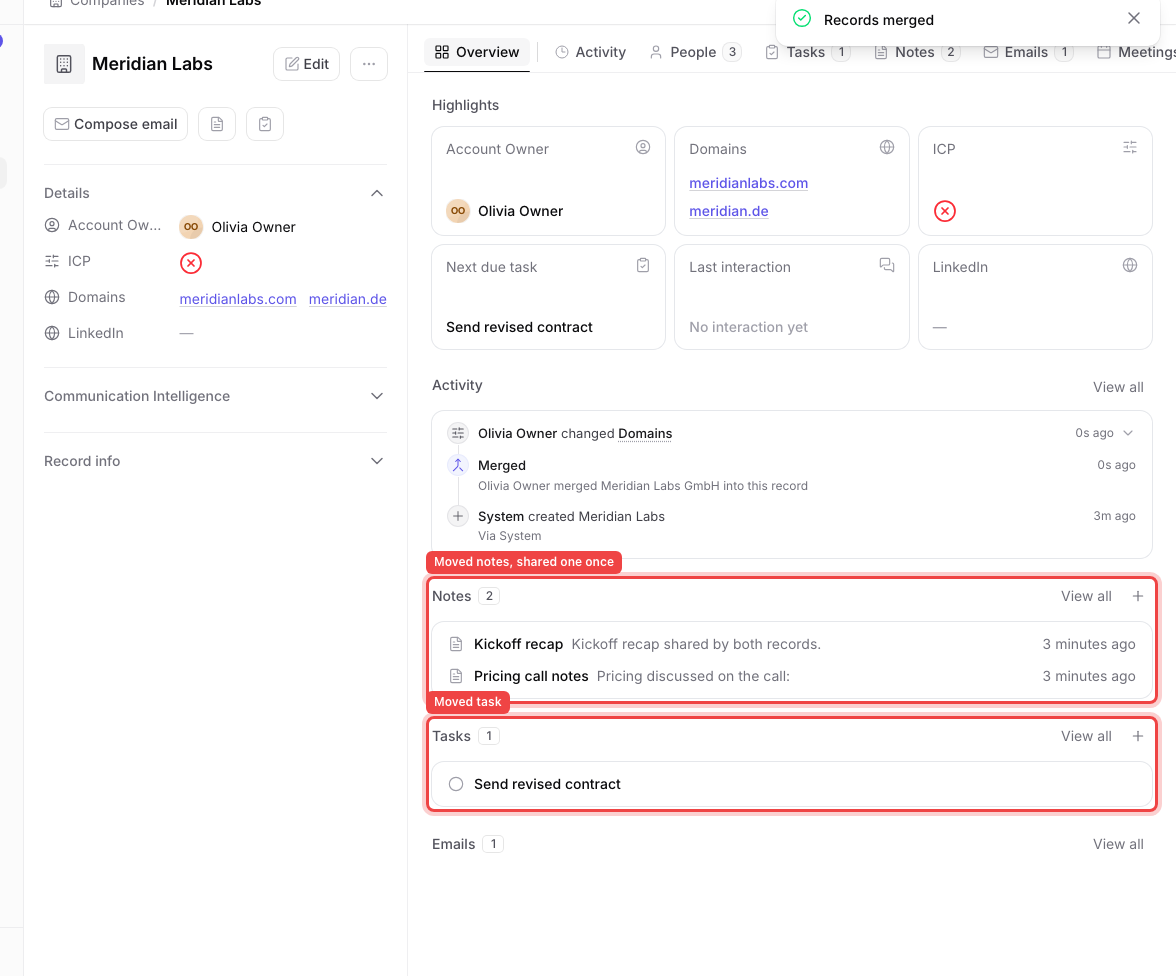 Companies / Meridian Labs
Records merged
Meridian Labs
Edit
Compose email
Details
Account Ow...
OO Olivia Owner
ICP
Domains
meridianlabs.com meridian.de
LinkedIn
—
Communication Intelligence
Record info
Overview
Activity
People 3
Tasks 1
Notes 2
Emails 1
Meetings
Highlights
Account Owner
OO Olivia Owner
Domains
meridianlabs.com
meridian.de
ICP
Next due task
Send revised contract
Last interaction
No interaction yet
LinkedIn
—
Activity
View all
Olivia Owner changed Domains
0s ago
Merged
0s ago
Olivia Owner merged Meridian Labs GmbH into this record
System created Meridian Labs
3m ago
Via System
Moved notes, shared one once
Notes 2
View all
Kickoff recap Kickoff recap shared by both records.
3 minutes ago
Pricing call notes Pricing discussed on the call:
3 minutes ago
Moved task
Tasks 1
View all
Send revised contract
Emails 1
View all